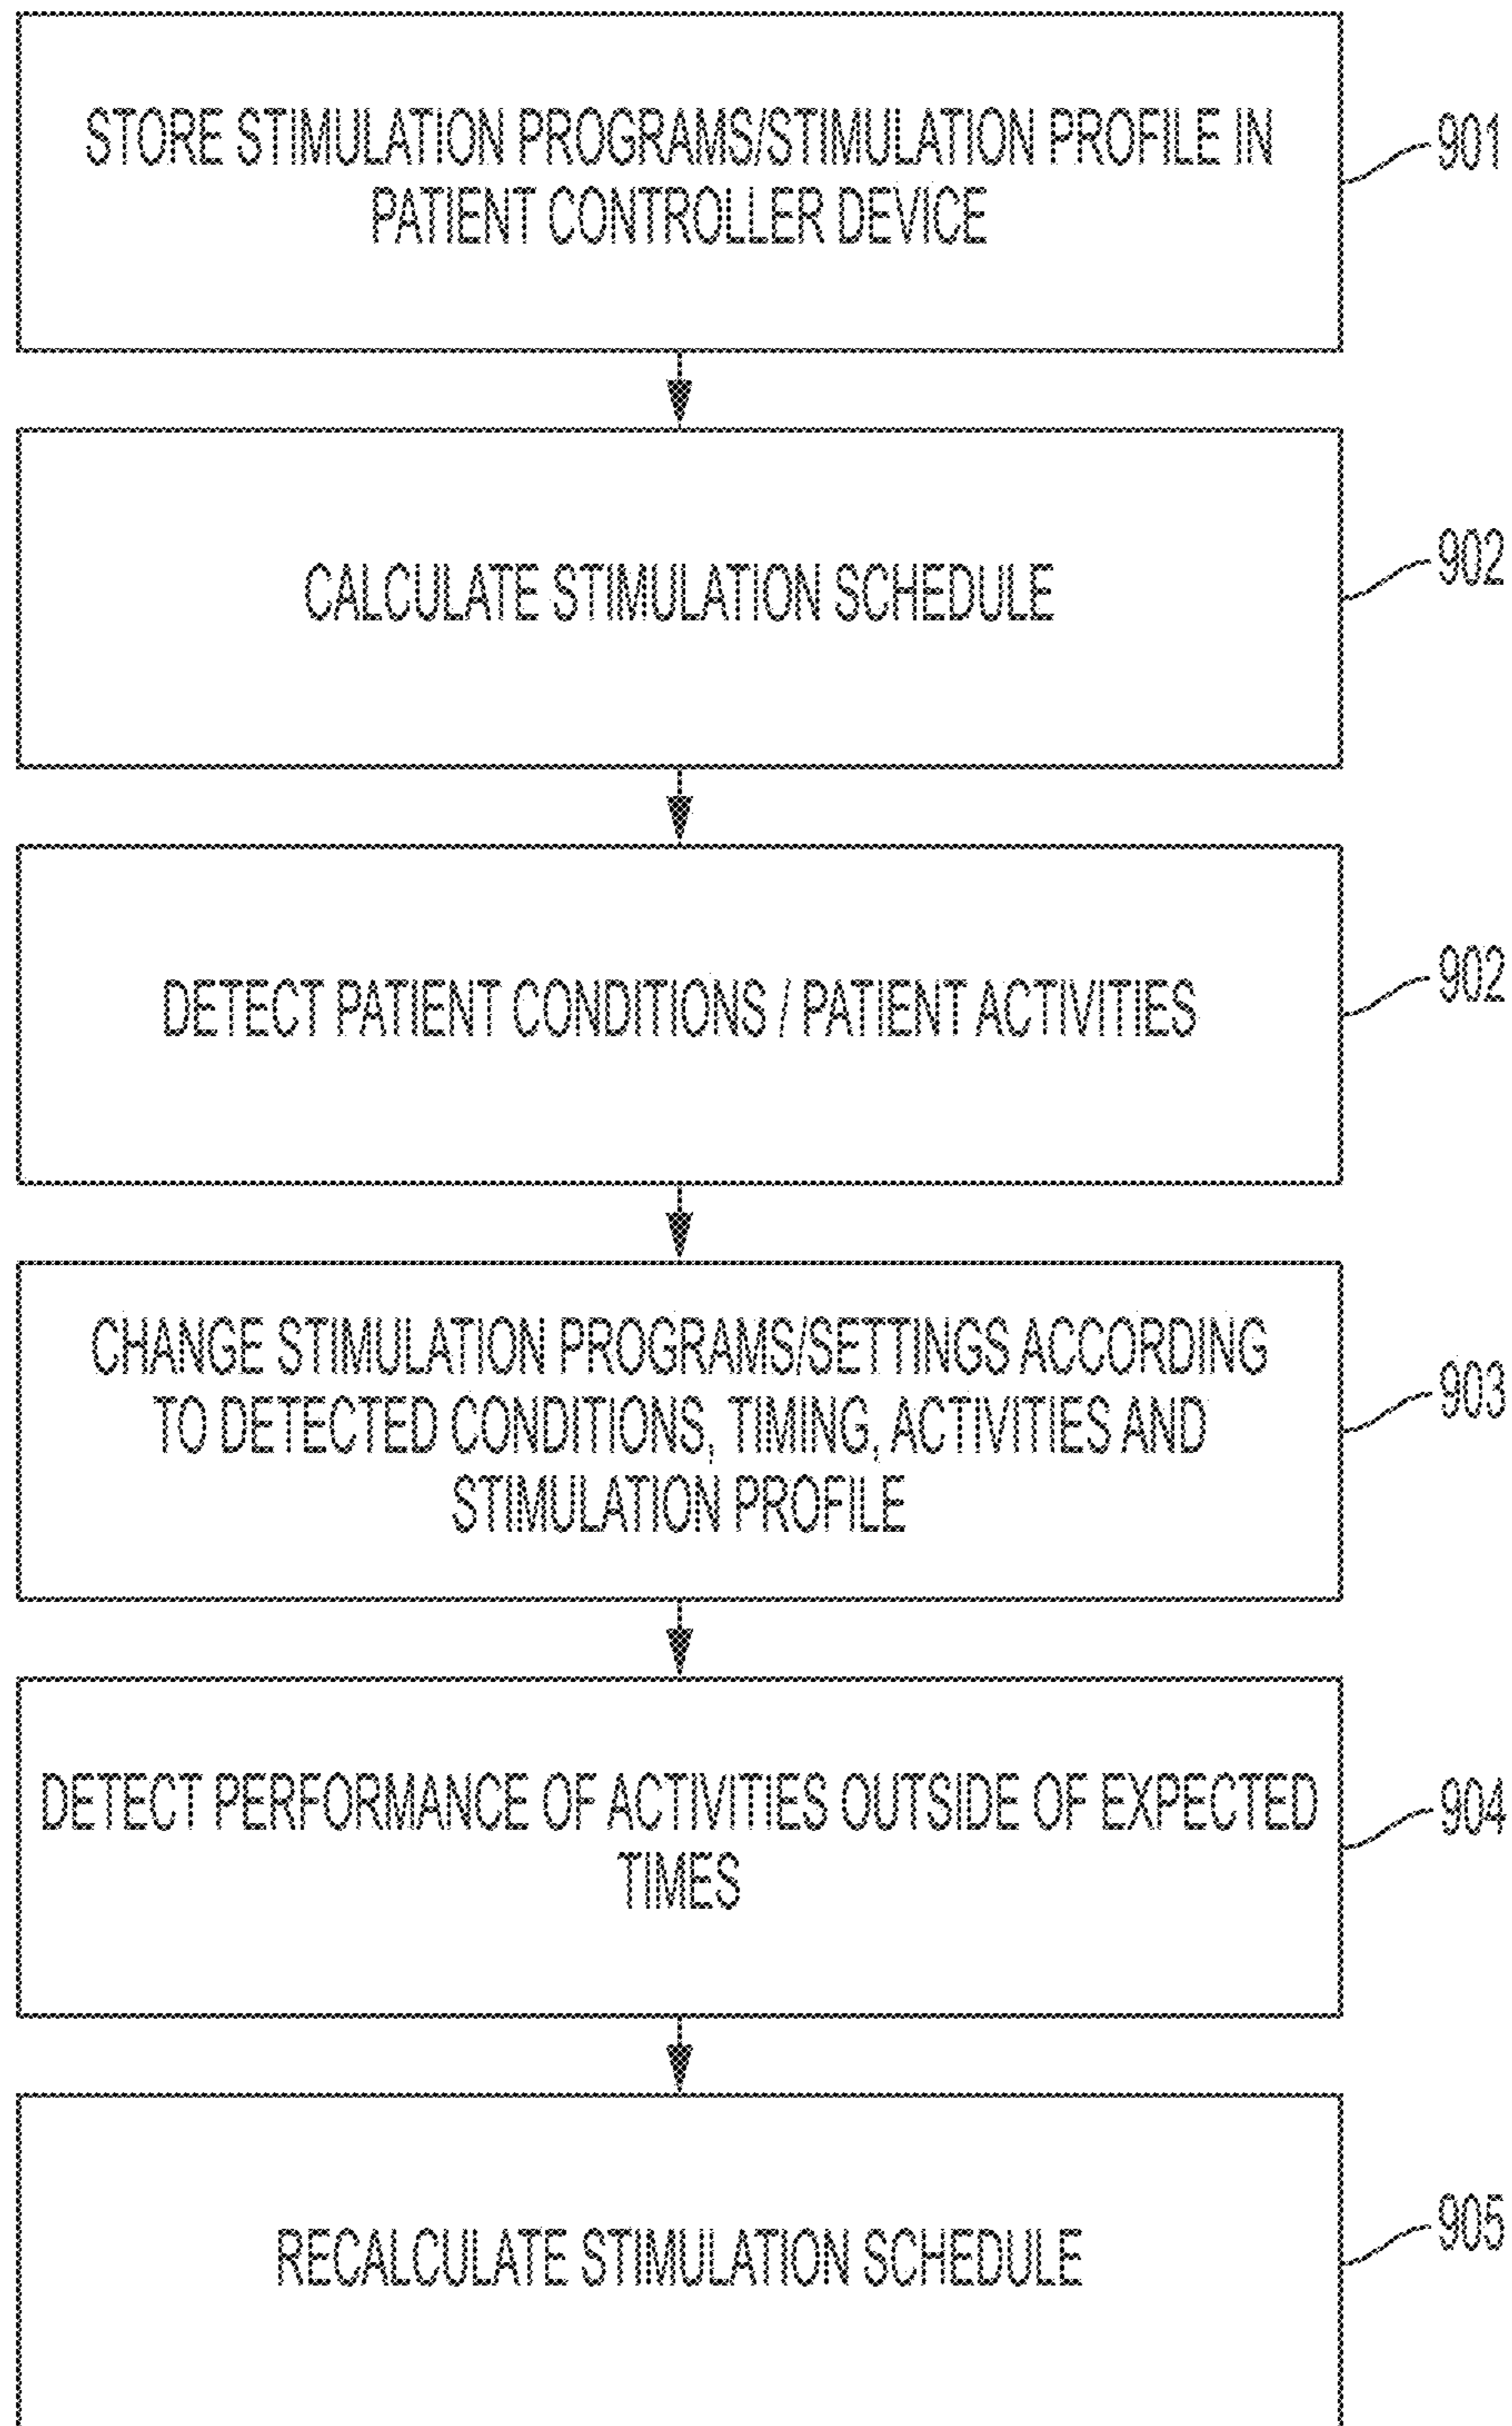 STORE STIMULATION PROGRAMS/STIMULATION PROFILE IN
PATIENT CONTROLLER DEVICE
901
CALCULATE STIMULATION SCHEDULE
902
DETECT PATIENT CONDITIONS / PATIENT ACTIVITIES
902
CHANGE STIMULATION PROGRAMS/SETTINGS ACCORDING
TO DETECTED CONDITIONS, TIMING, ACTIVITIES AND
STIMULATION PROFILE
903
DETECT PERFORMANCE OF ACTIVITIES OUTSIDE OF EXPECTED
TIMES
904
RECALCULATE STIMULATION SCHEDULE
905